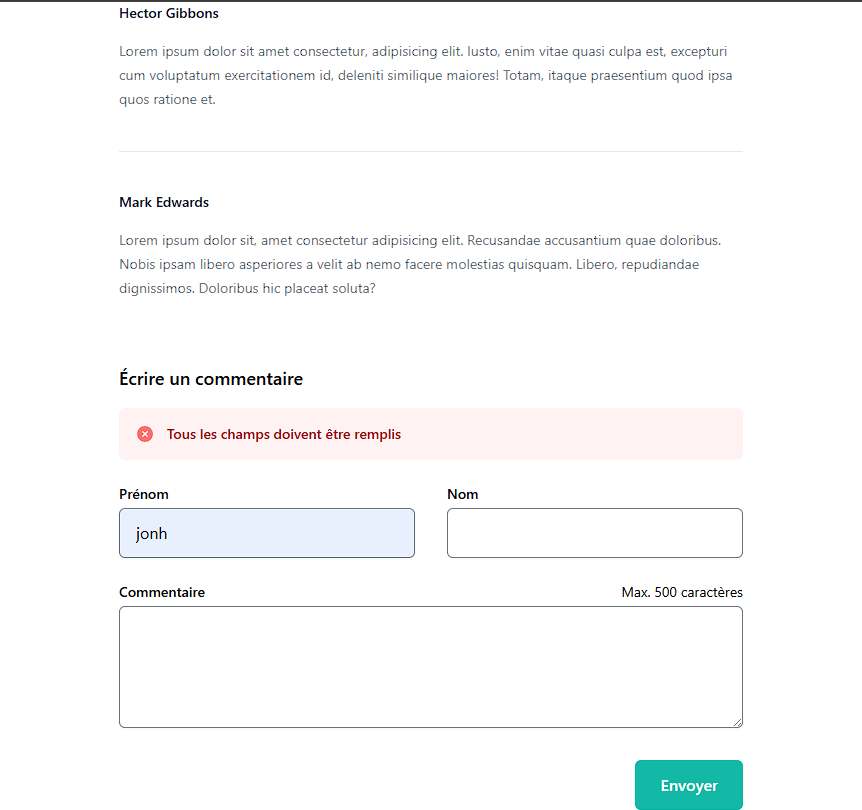 Hector Gibbons
Lorem ipsum dolor sit amet consectetur, adipisicing elit. Iusto, enim vitae quasi culpa est, excepturi
cum voluptatum exercitationem id, deleniti similique maiores! Totam, itaque praesentium quod ipsa
quos ratione et.
Mark Edwards
Lorem ipsum dolor sit, amet consectetur adipisicing elit. Recusandae accusantium quae doloribus.
Nobis ipsam libero asperiores a velit ab nemo facere molestias quisquam. Libero, repudiandae
dignissimos. Doloribus hic placeat soluta?
Écrire un commentaire
Tous les champs doivent être remplis
Prénom Nom
jonh
Commentaire Max. 500 caractères
Envoyer